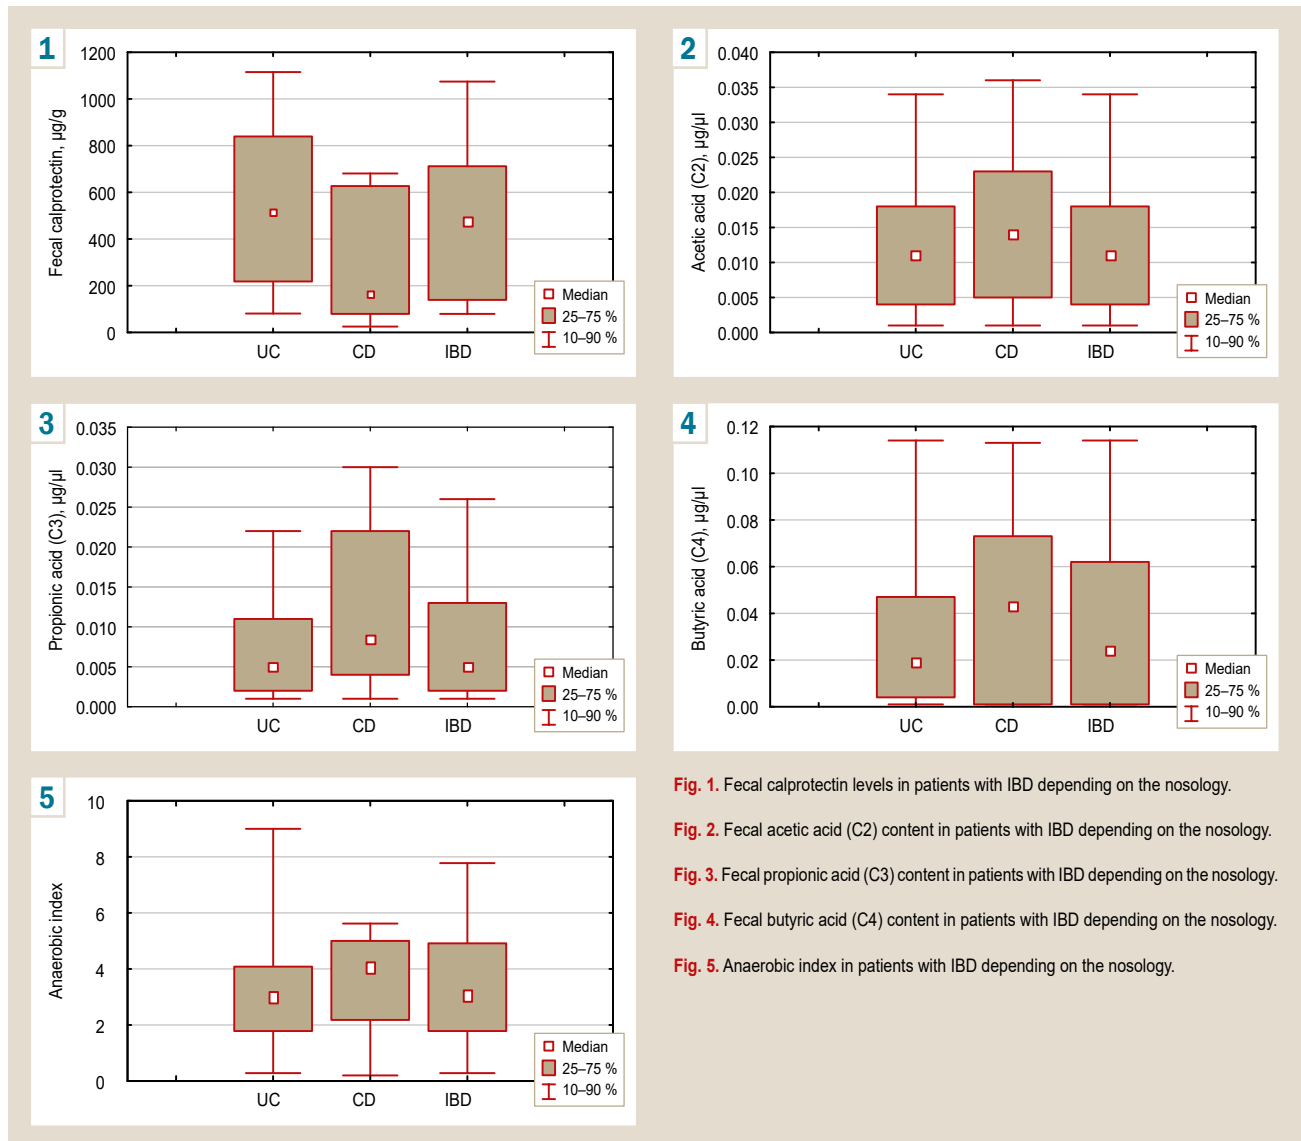 1
1200
1000
800
600
400
200
0
Fecal calprotectin, µg/g
UC CD IBD
Median
25–75 %
10–90 %
2
0.040
0.035
0.030
0.025
0.020
0.015
0.010
0.005
0.000
Acetic acid (C2), µg/µl
UC CD IBD
Median
25–75 %
10–90 %
3
0.035
0.030
0.025
0.020
0.015
0.010
0.005
0.000
Propionic acid (C3), µg/µl
UC CD IBD
Median
25–75 %
10–90 %
4
0.12
0.10
0.08
0.06
0.04
0.02
0.00
Butyric acid (C4), µg/µl
UC CD IBD
Median
25–75 %
10–90 %
5
10
8
6
4
2
0
Anaerobic index
UC CD IBD
Median
25–75 %
10–90 %
Fig. 1. Fecal calprotectin levels in patients with IBD depending on the nosology.
Fig. 2. Fecal acetic acid (C2) content in patients with IBD depending on the nosology.
Fig. 3. Fecal propionic acid (C3) content in patients with IBD depending on the nosology.
Fig. 4. Fecal butyric acid (C4) content in patients with IBD depending on the nosology.
Fig. 5. Anaerobic index in patients with IBD depending on the nosology.